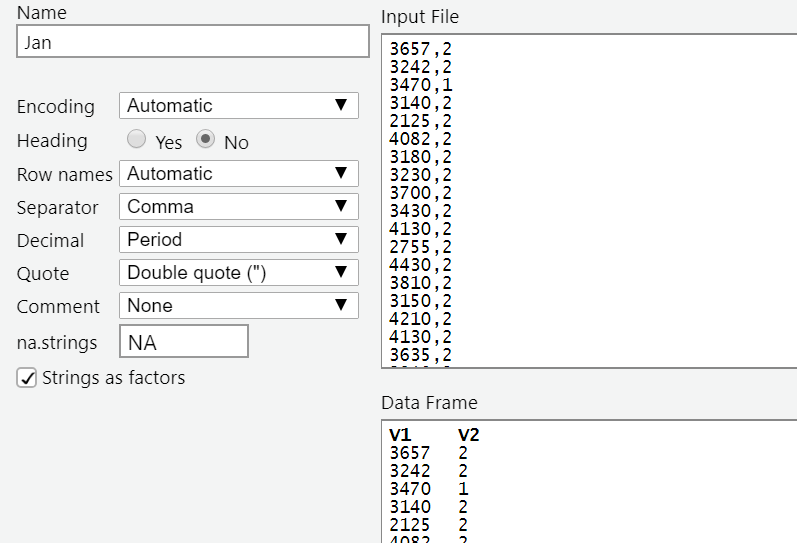 Name
Jan
Encoding Automatic
Heading Yes No
Row names Automatic
Separator Comma
Decimal Period
Quote Double quote (")
Comment None
na.strings NA
Strings as factors
Input File
3657,2
3242,2
3470,1
3140,2
2125,2
4082,2
3180,2
3230,2
3700,2
3430,2
4130,2
2755,2
4430,2
3810,2
3150,2
4210,2
4130,2
3635,2
Data Frame
V1 V2
3657 2
3242 2
3470 1
3140 2
2125 2
4082 2